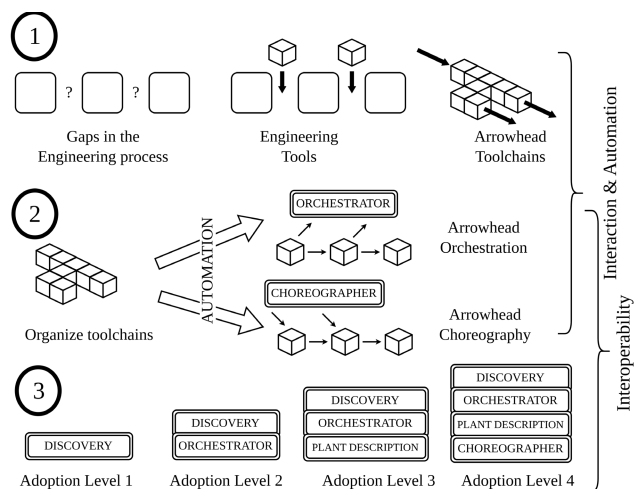 1
?
?
Gaps in the
Engineering process
Engineering
Tools
Arrowhead
Toolchains
2
Organize toolchains
AUTOMATION
ORCHESTRATOR
Arrowhead
Orchestration
CHOREOGRAPHER
Arrowhead
Choreography
Interaction & Automation
Interoperability
3
DISCOVERY
Adoption Level 1
DISCOVERY
ORCHESTRATOR
Adoption Level 2
DISCOVERY
ORCHESTRATOR
PLANT DESCRIPTION
Adoption Level 3
DISCOVERY
ORCHESTRATOR
PLANT DESCRIPTION
CHOREOGRAPHER
Adoption Level 4